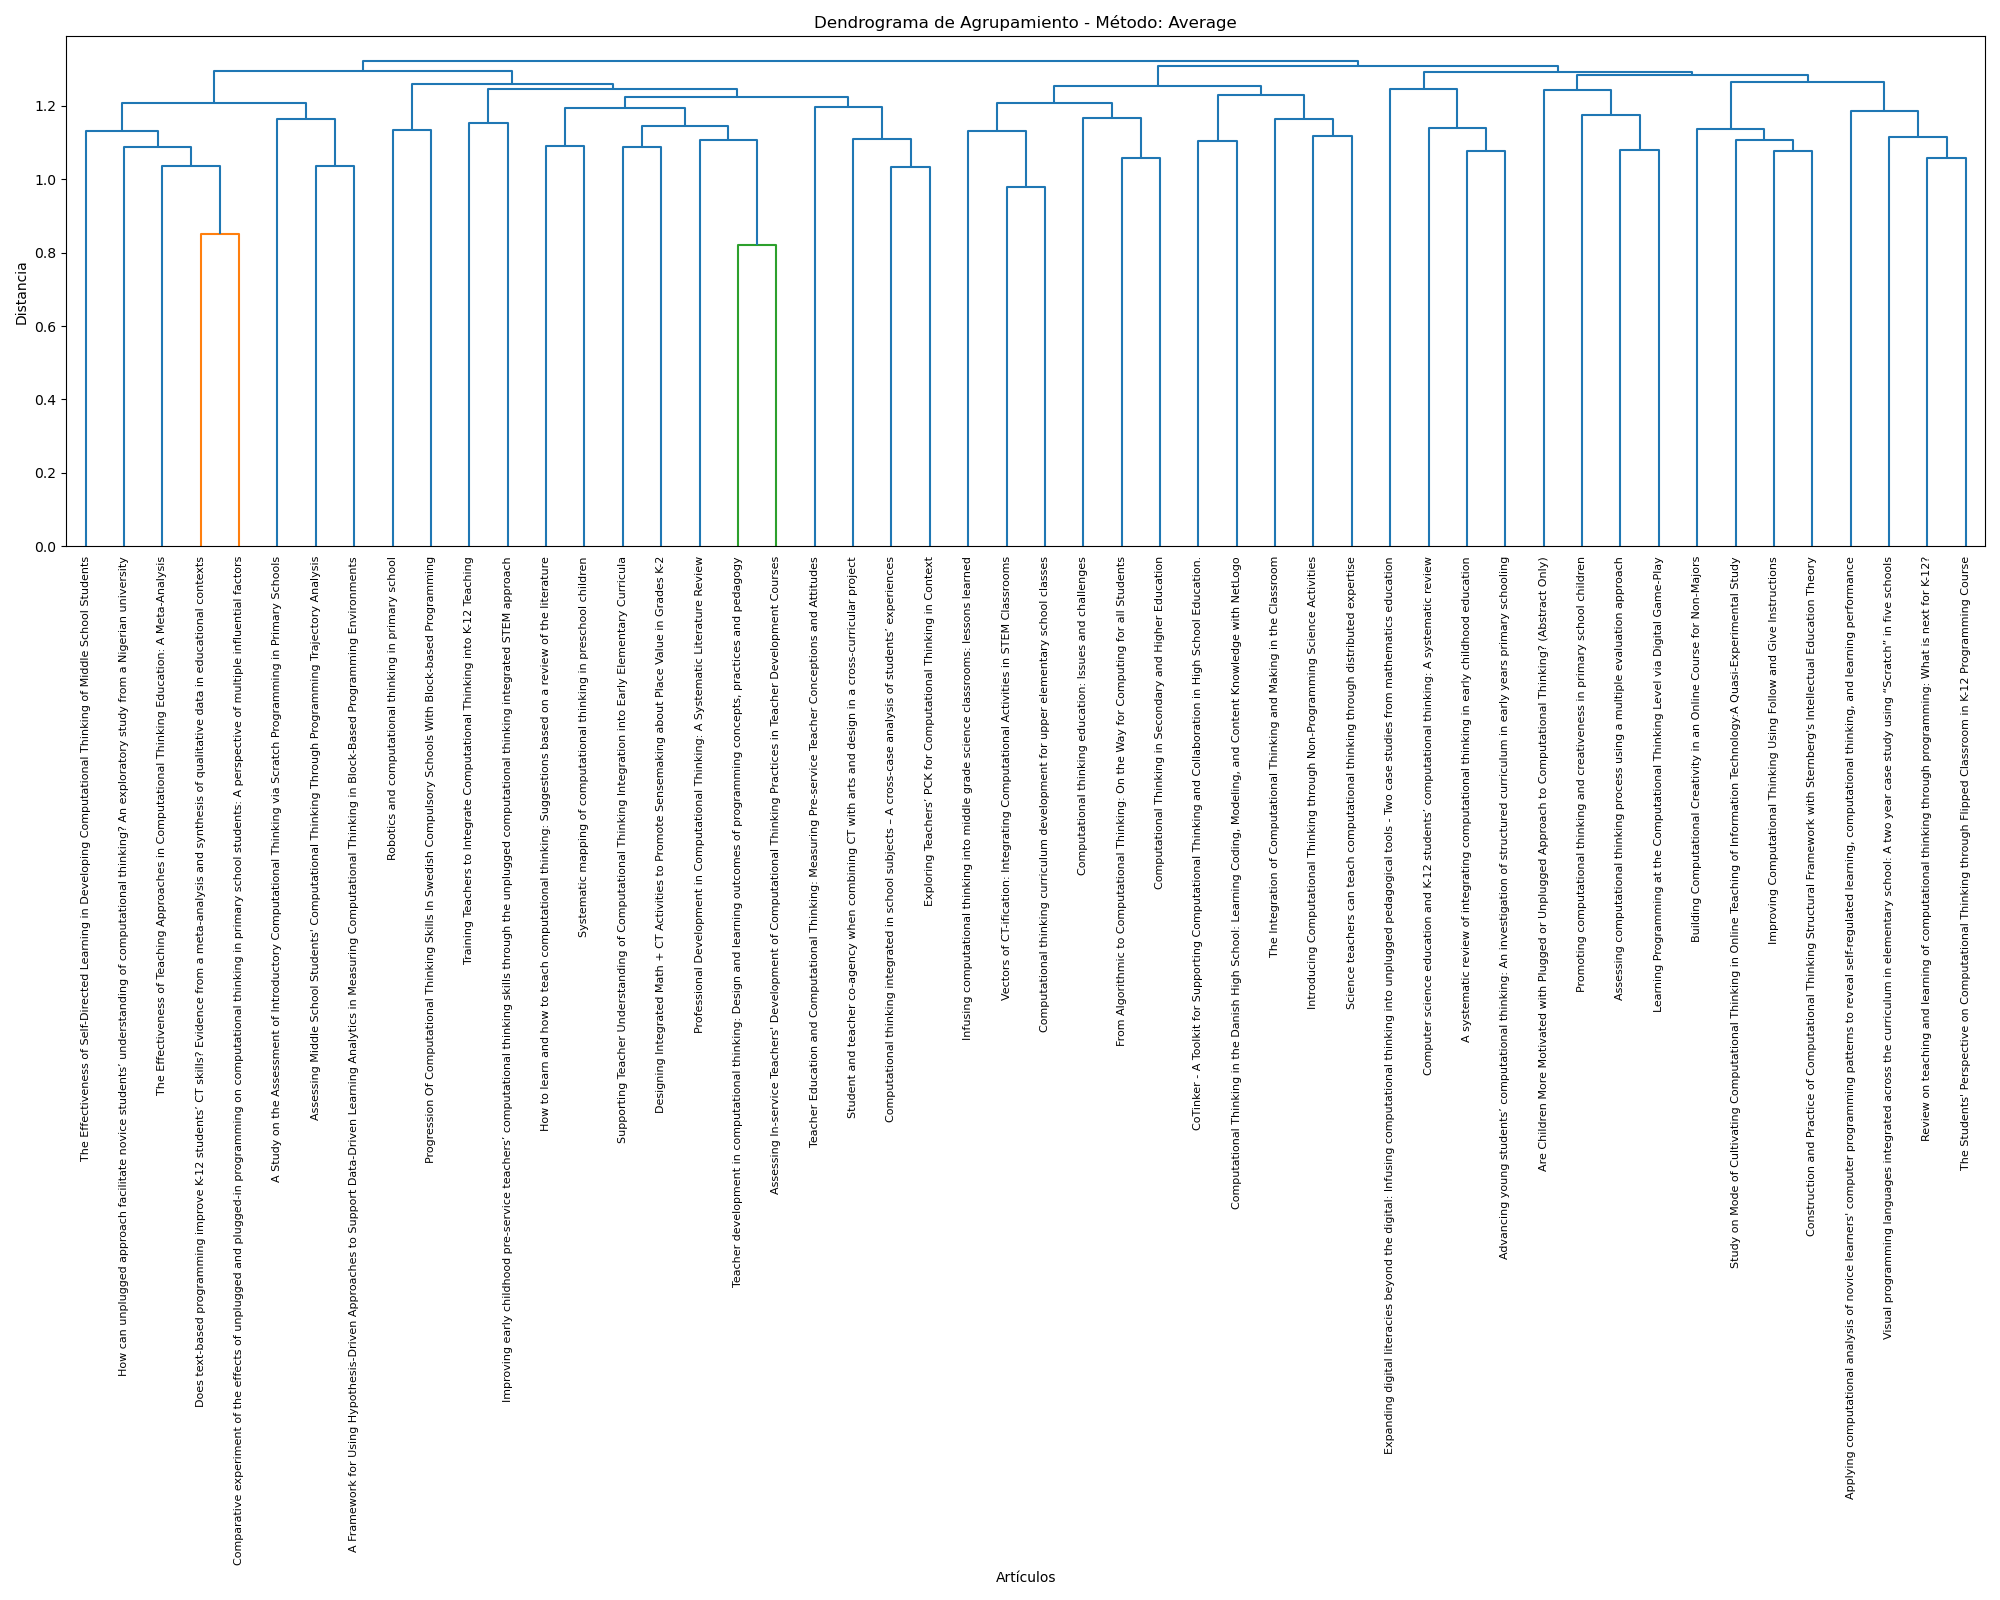 Dendrograma de Agrupamiento - Método: Average
Distancia
1.2
1.0
0.8
0.6
0.4
0.2
0.0
The Effectiveness of Self-Directed Learning in Developing Computational Thinking of Middle School Students
How can unplugged approach facilitate novice students’ understanding of computational thinking? An exploratory study from a Nigerian university
The Effectiveness of Teaching Approaches in Computational Thinking Education: A Meta-Analysis
Does text-based programming improve K-12 students’ CT skills? Evidence from a meta-analysis and synthesis of qualitative data in educational contexts
Comparative experiment of the effects of unplugged and plugged-in programming on computational thinking in primary school students: A perspective of multiple influential factors
A Study on the Assessment of Introductory Computational Thinking via Scratch Programming in Primary Schools
Assessing Middle School Students’ Computational Thinking Through Programming Trajectory Analysis
A Framework for Using Hypothesis-Driven Approaches to Support Data-Driven Learning Analytics in Measuring Computational Thinking in Block-Based Programming Environments
Robotics and computational thinking in primary school
Progression Of Computational Thinking Skills In Swedish Compulsory Schools With Block-based Programming
Training Teachers to Integrate Computational Thinking into K-12 Teaching
Improving early childhood pre-service teachers’ computational thinking skills through the unplugged computational thinking integrated STEM approach
How to learn and how to teach computational thinking: Suggestions based on a review of the literature
Systematic mapping of computational thinking in preschool children
Supporting Teacher Understanding of Computational Thinking Integration into Early Elementary Curricula
Designing Integrated Math + CT Activities to Promote Sensemaking about Place Value in Grades K-2
Professional Development in Computational Thinking: A Systematic Literature Review
Teacher development in computational thinking: Design and learning outcomes of programming concepts, practices and pedagogy
Assessing In-service Teachers' Development of Computational Thinking Practices in Teacher Development Courses
Teacher Education and Computational Thinking: Measuring Pre-service Teacher Conceptions and Attitudes
Student and teacher co-agency when combining CT with arts and design in a cross-curricular project
Computational thinking integrated in school subjects – A cross-case analysis of students’ experiences
Exploring Teachers’ PCK for Computational Thinking in Context
Infusing computational thinking into middle grade science classrooms: lessons learned
Vectors of CT-ification: Integrating Computational Activities in STEM Classrooms
Computational thinking curriculum development for upper elementary school classes
Computational thinking education: Issues and challenges
From Algorithmic to Computational Thinking: On the Way for Computing for all Students
Computational Thinking in Secondary and Higher Education
CoTinker - A Toolkit for Supporting Computational Thinking and Collaboration in High School Education.
Computational Thinking in the Danish High School: Learning Coding, Modeling, and Content Knowledge with NetLogo
The Integration of Computational Thinking and Making in the Classroom
Introducing Computational Thinking through Non-Programming Science Activities
Science teachers can teach computational thinking through distributed expertise
Expanding digital literacies beyond the digital: Infusing computational thinking into unplugged pedagogical tools - Two case studies from mathematics education
Computer science education and K-12 students’ computational thinking: A systematic review
A systematic review of integrating computational thinking in early childhood education
Advancing young students’ computational thinking: An investigation of structured curriculum in early years primary schooling
Are Children More Motivated with Plugged or Unplugged Approach to Computational Thinking? (Abstract Only)
Promoting computational thinking and creativeness in primary school children
Assessing computational thinking process using a multiple evaluation approach
Learning Programming at the Computational Thinking Level via Digital Game-Play
Building Computational Creativity in an Online Course for Non-Majors
Study on Mode of Cultivating Computational Thinking in Online Teaching of Information Technology:A Quasi-Experimental Study
Improving Computational Thinking Using Follow and Give Instructions
Construction and Practice of Computational Thinking Structural Framework with Sternberg's Intellectual Education Theory
Applying computational analysis of novice learners' computer programming patterns to reveal self-regulated learning, computational thinking, and learning performance
Visual programming languages integrated across the curriculum in elementary school: A two year case study using “Scratch” in five schools
Review on teaching and learning of computational thinking through programming: What is next for K-12?
The Students’ Perspective on Computational Thinking through Flipped Classroom in K-12 Programming Course
Artículos